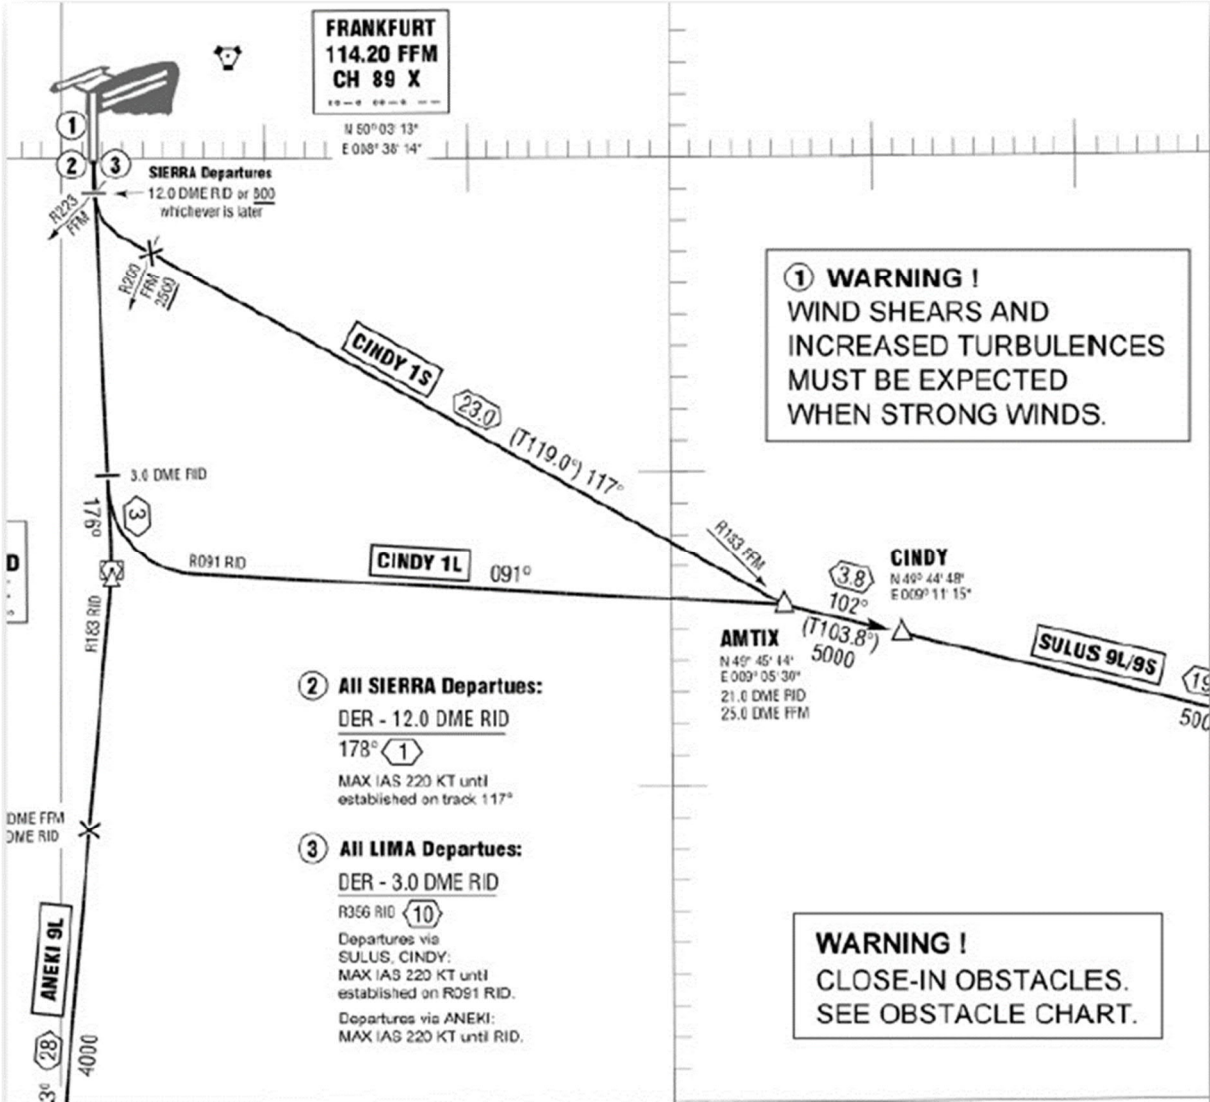 FRANKFURT
114.20 FFM
CH 89 X
N 50° 03' 13"
E 008° 38' 14"
1
2
3
SIERRA Departures
12.0 DME RID or 800
whichever is later
R223
FFM
R200
FFM
2500
1 WARNING !
WIND SHEARS AND
INCREASED TURBULENCES
MUST BE EXPECTED
WHEN STRONG WINDS.
CINDY 1S
23.0
(T119.0°) 117°
3.0 DME RID
176°
3
R091 RID
CINDY 1L
091°
R183 RID
D
CINDY
N 49° 44' 48"
E 009° 11' 15"
3.8
102°
(T103.8°)
5000
AMTIX
N 49° 45' 44"
E 009° 05' 30"
21.0 DME RID
25.0 DME FFM
SULUS 9L/9S
19
500
2 All SIERRA Departues:
DER - 12.0 DME RID
178° 1
MAX IAS 220 KT until
established on track 117°
3 All LIMA Departues:
DER - 3.0 DME RID
R356 RID 10
Departures via
SULUS, CINDY:
MAX IAS 220 KT until
established on R091 RID.
Departures via ANEKI:
MAX IAS 220 KT until RID.
DME FFM
DME RID
ANEKI 9L
28
4000
3°
WARNING !
CLOSE-IN OBSTACLES.
SEE OBSTACLE CHART.